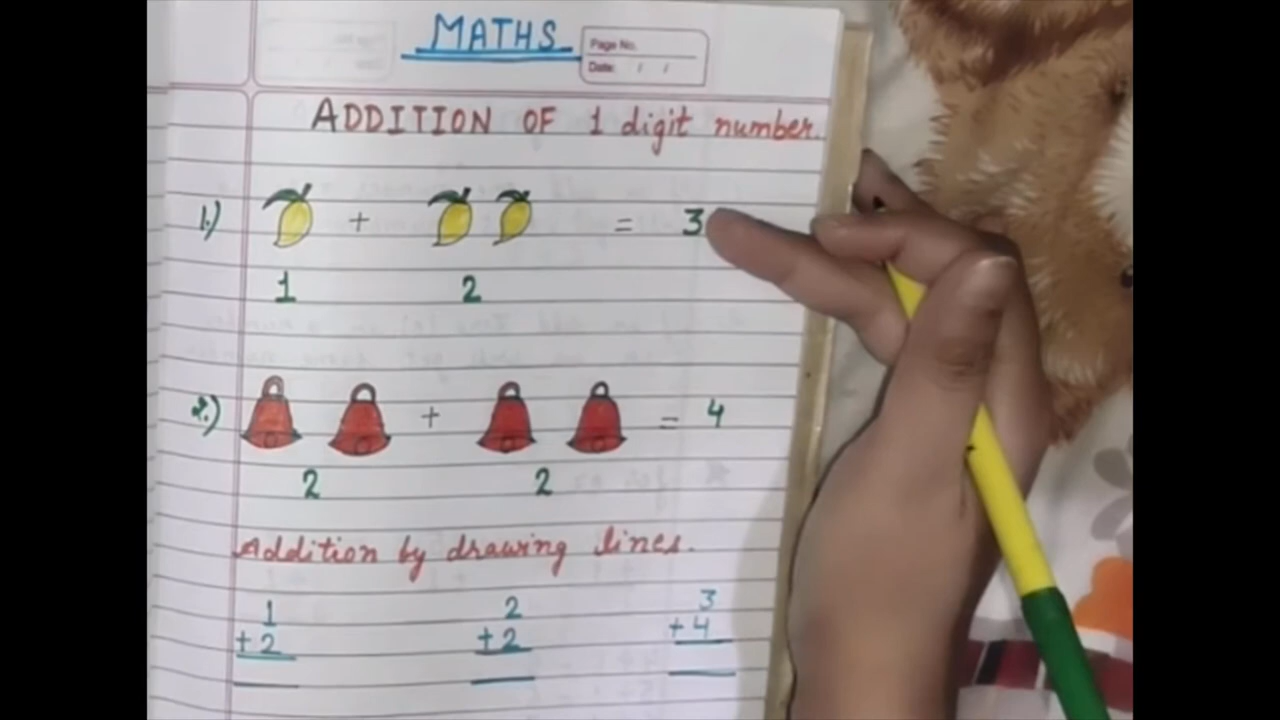 MATHS
Page No.
Date: / /
ADDITION OF 1 digit number.
1.) + = 3
1 2
2.) + = 4
2 2
Addition by drawing lines.
1 2 3
+2 +2 +4